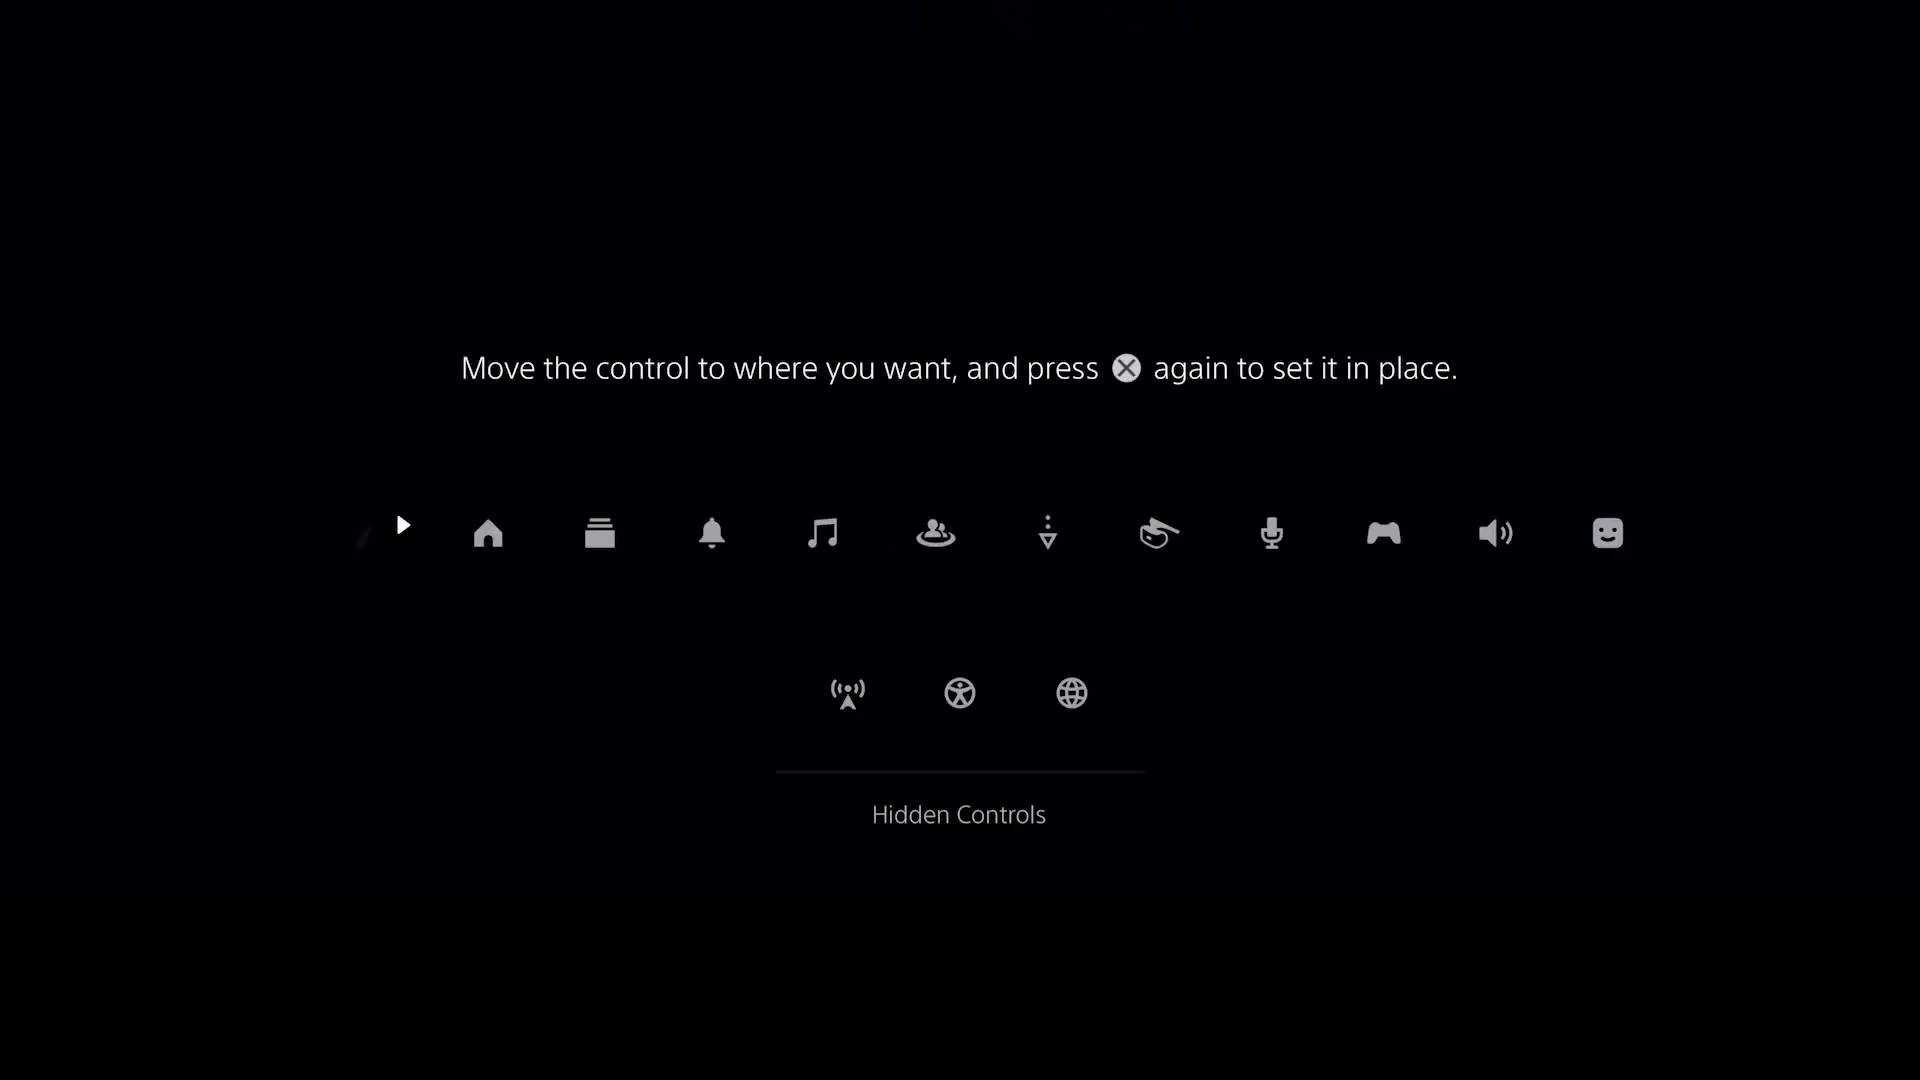 Move the control to where you want, and press ⓧ again to set it in place.
Hidden Controls